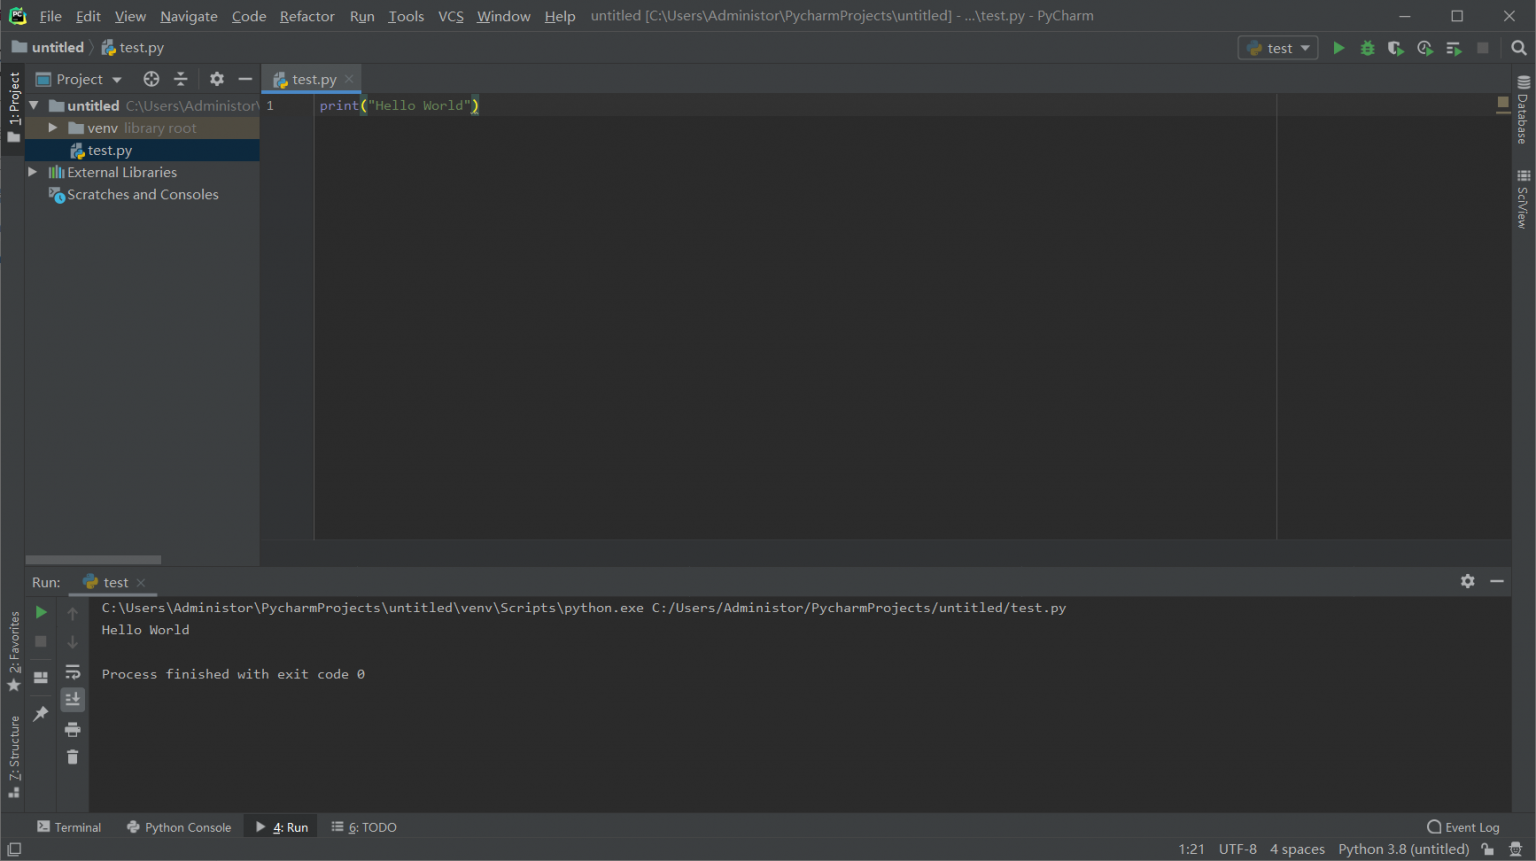 File Edit View Navigate Code Refactor Run Tools VCS Window Help untitled [C:\Users\Administor\PycharmProjects\untitled] - ...\test.py - PyCharm
untitled test.py
test
1: Project
Project
test.py
untitled C:\Users\Administor\
venv library root
test.py
External Libraries
Scratches and Consoles
1 print("Hello World")
Database
SciView
Run: test
C:\Users\Administor\PycharmProjects\untitled\venv\Scripts\python.exe C:/Users/Administor/PycharmProjects/untitled/test.py
Hello World
Process finished with exit code 0
2: Favorites
7: Structure
Terminal Python Console 4: Run 6: TODO Event Log
1:21 UTF-8 4 spaces Python 3.8 (untitled)